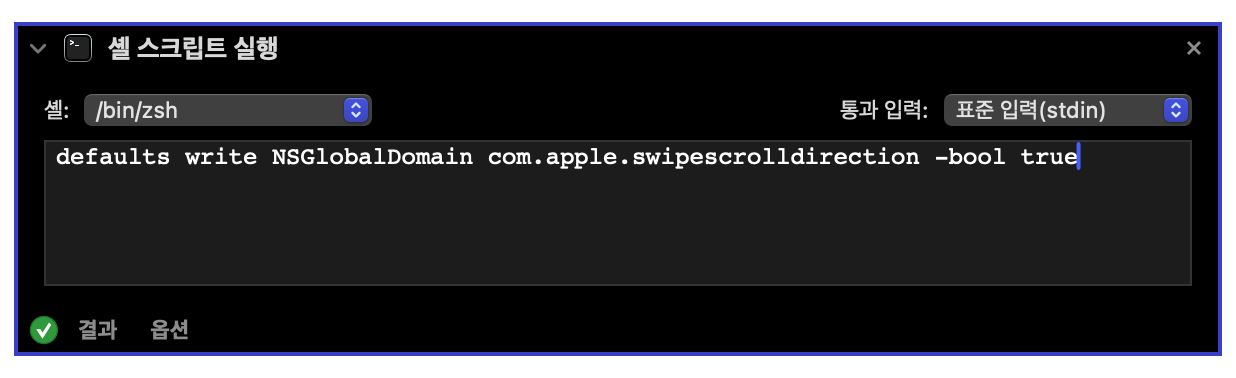 셸 스크립트 실행
셸: /bin/zsh 통과 입력: 표준 입력(stdin)
defaults write NSGlobalDomain com.apple.swipescrolldirection -bool true
결과 옵션